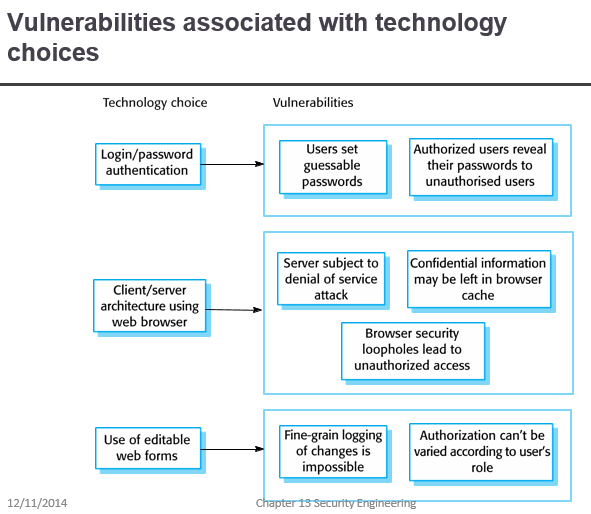 Vulnerabilities associated with technology
choices
Technology choice
Vulnerabilities
Login/password
authentication
Users set
guessable
passwords
Authorized users reveal
their passwords to
unauthorised users
Client/server
architecture using
web browser
Server subject to
denial of service
attack
Confidential information
may be left in browser
cache
Browser security
loopholes lead to
unauthorized access
Use of editable
web forms
Fine-grain logging
of changes is
impossible
Authorization can't be
varied according to user's
role
12/11/2014
Chapter 13 Security Engineering